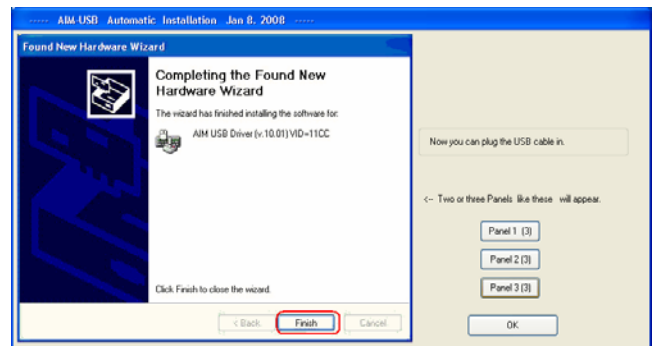 ----- AIM-USB Automatic Installation Jan 8, 2008 -----
Found New Hardware Wizard
Completing the Found New
Hardware Wizard
The wizard has finished installing the software for:
AIM USB Driver (v.10.01) VID=11CC
Click Finish to close the wizard.
< Back
Finish
Cancel
Now you can plug the USB cable in.
<-- Two or three Panels like these will appear.
Panel 1 (3)
Panel 2 (3)
Panel 3 (3)
OK